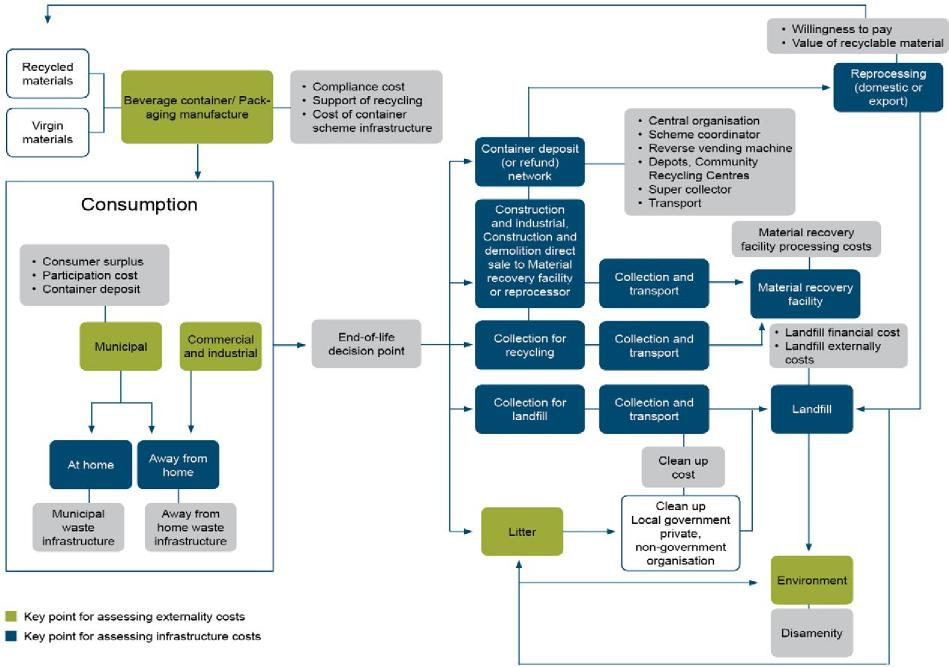 • Willingness to pay
• Value of recyclable material
Recycled
materials
Virgin
materials
Beverage container/ Pack-
aging manufacture
• Compliance cost
• Support of recycling
• Cost of container
scheme infrastructure
Reprocessing
(domestic or
export)
Container deposit
(or refund)
network
• Central organisation
• Scheme coordinator
• Reverse vending machine
• Depots, Community
Recycling Centres
• Super collector
• Transport
Consumption
• Consumer surplus
• Participation cost
• Container deposit
Municipal
Commercial
and industrial
At home
Away from
home
Municipal
waste
infrastructure
Away from
home waste
infrastructure
End-of-life
decision point
Construction
and industrial,
Construction and
demolition direct
sale to Material
recovery facility
or reprocessor
Collection and
transport
Material recovery
facility processing costs
Material recovery
facility
Collection for
recycling
Collection and
transport
• Landfill financial cost
• Landfill externally
costs
Collection for
landfill
Collection and
transport
Landfill
Clean up
cost
Litter
Clean up
Local government
private,
non-government
organisation
Environment
Disamenity
Key point for assessing externality costs
Key point for assessing infrastructure costs